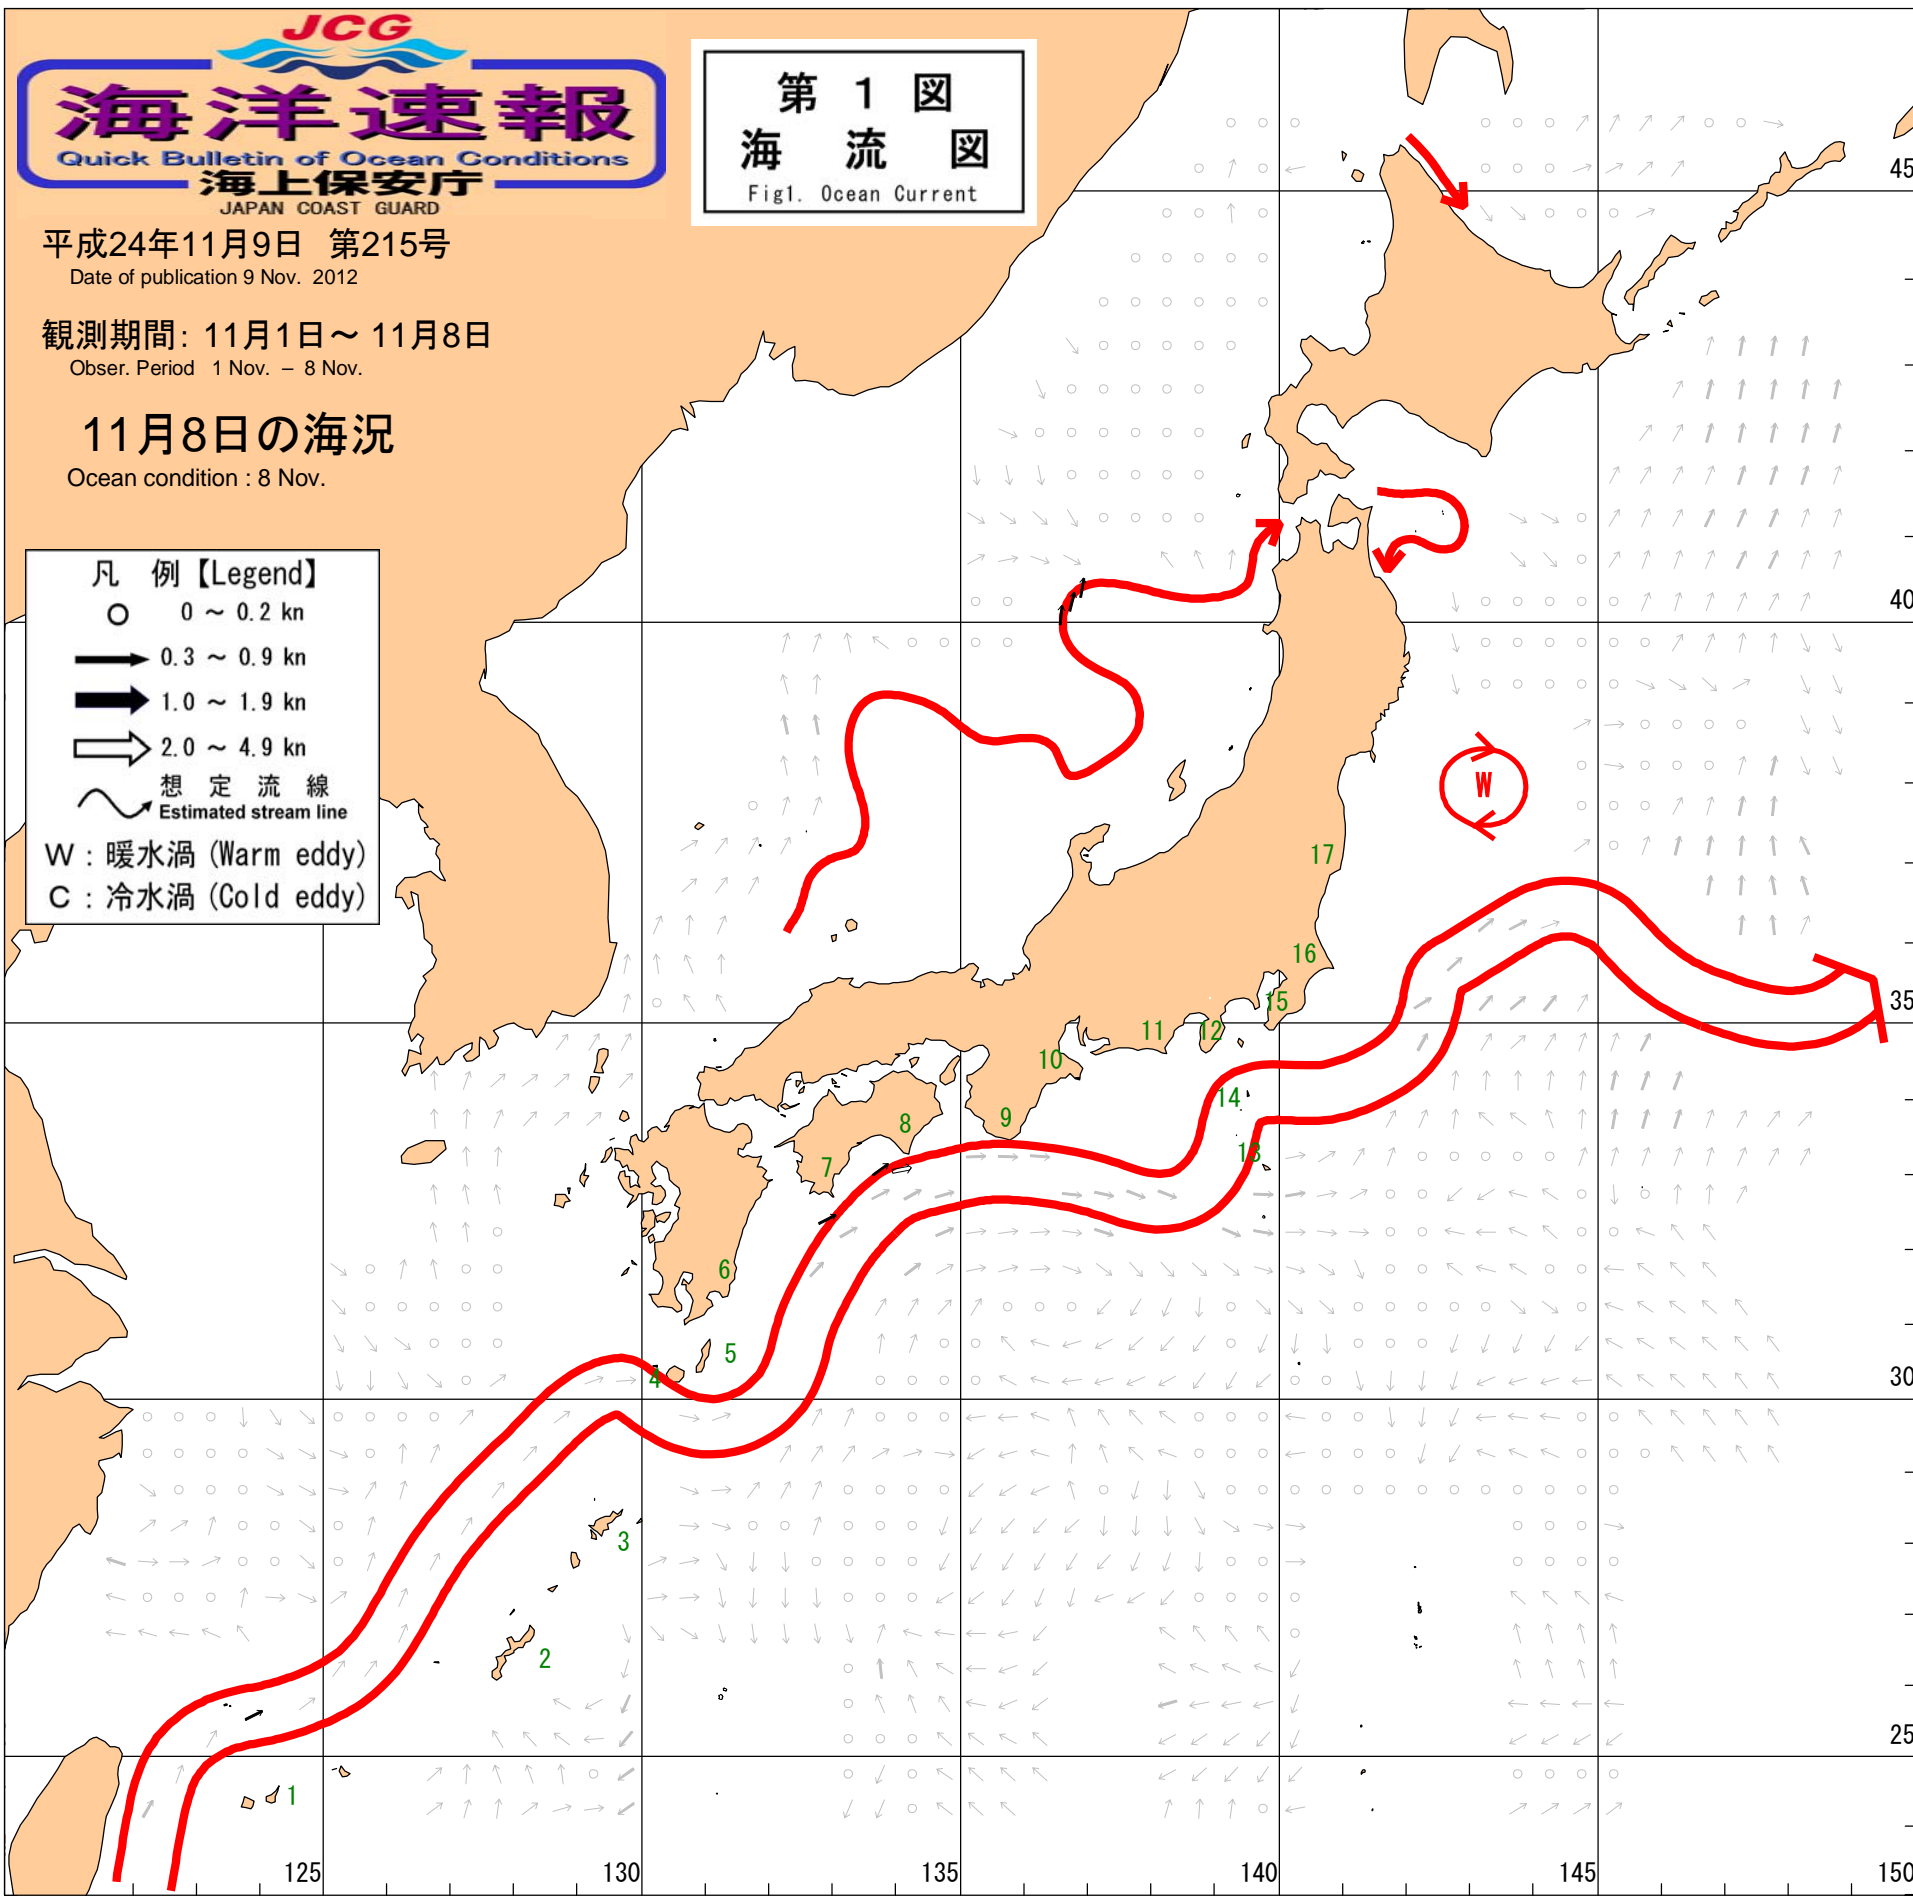 JCG
海洋速報
Quick Bulletin of Ocean Conditions
海上保安庁
JAPAN COAST GUARD
第 1 図
海 流 図
Fig1. Ocean Current
平成24年11月9日 第215号
Date of publication 9 Nov. 2012
観測期間: 11月1日～ 11月8日
Obser. Period 1 Nov. – 8 Nov.
11月8日の海況
Ocean condition : 8 Nov.
凡 例【Legend】
0 ～ 0.2 kn
0.3 ～ 0.9 kn
1.0 ～ 1.9 kn
2.0 ～ 4.9 kn
想 定 流 線
Estimated stream line
W : 暖水渦 (Warm eddy)
C : 冷水渦 (Cold eddy)
45
40
W
17
16
35
15
12
11
10
14
9
8
13
7
6
5
4
30
3
2
25
1
125
130
135
140
145
150